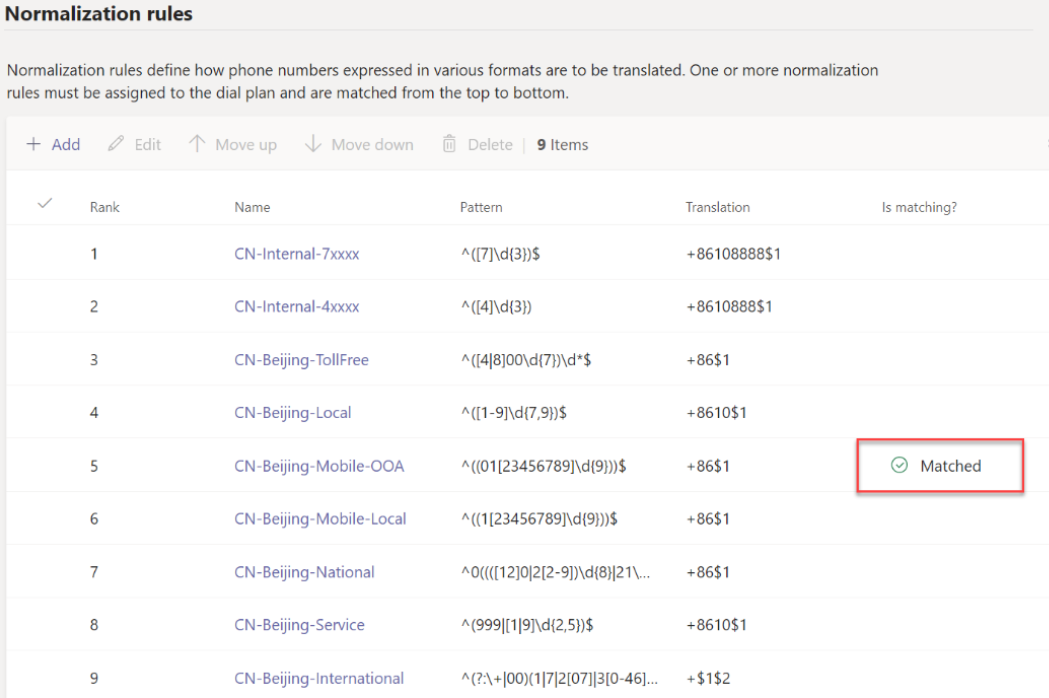 Normalization rules
Normalization rules define how phone numbers expressed in various formats are to be translated. One or more normalization
rules must be assigned to the dial plan and are matched from the top to bottom.
+ Add Edit Move up Move down Delete | 9 Items
Rank Name Pattern Translation Is matching?
1 CN-Internal-7xxxx ^([7]\d{3})$ +86108888$1
2 CN-Internal-4xxxx ^([4]\d{3}) +8610888$1
3 CN-Beijing-TollFree ^([4|8]00\d{7})\d*$ +86$1
4 CN-Beijing-Local ^([1-9]\d{7,9})$ +8610$1
5 CN-Beijing-Mobile-OOA ^((01[23456789]\d{9}))$ +86$1 Matched
6 CN-Beijing-Mobile-Local ^((1[23456789]\d{9}))$ +86$1
7 CN-Beijing-National ^0((([12]0|2[2-9])\d{8}|21\... +86$1
8 CN-Beijing-Service ^(999|[1|9]\d{2,5})$ +8610$1
9 CN-Beijing-International ^(?:\+|00)(1|7|2[07]|3[0-46]... +$1$2